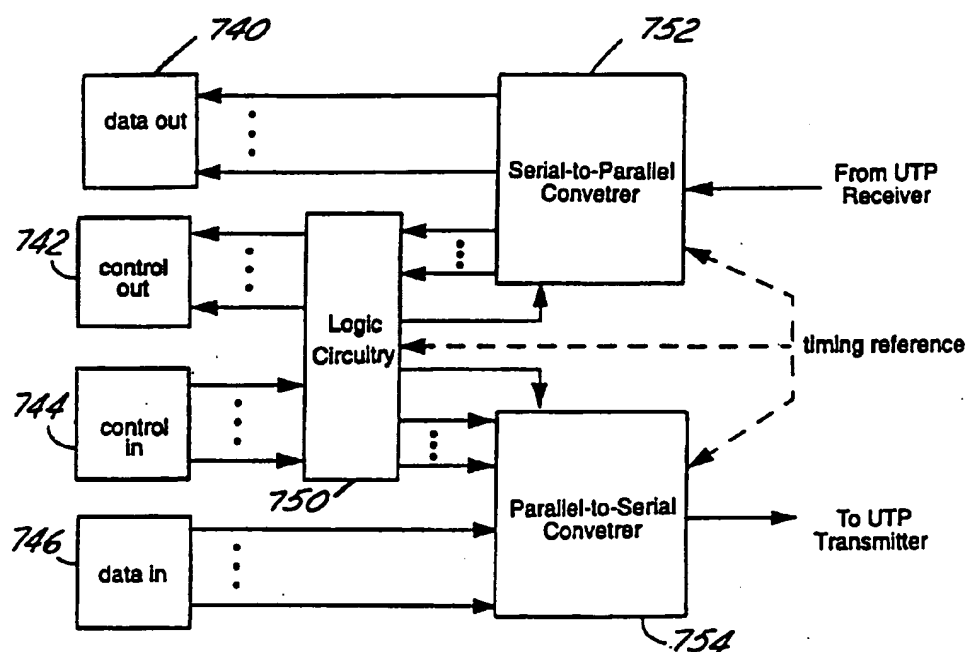 740
752
data out
Serial-to-Parallel
Convetrer
From UTP
Receiver
742
control
out
Logic
Circuitry
timing reference
744
control
in
750
Parallel-to-Serial
Convetrer
To UTP
Transmitter
746
data in
754